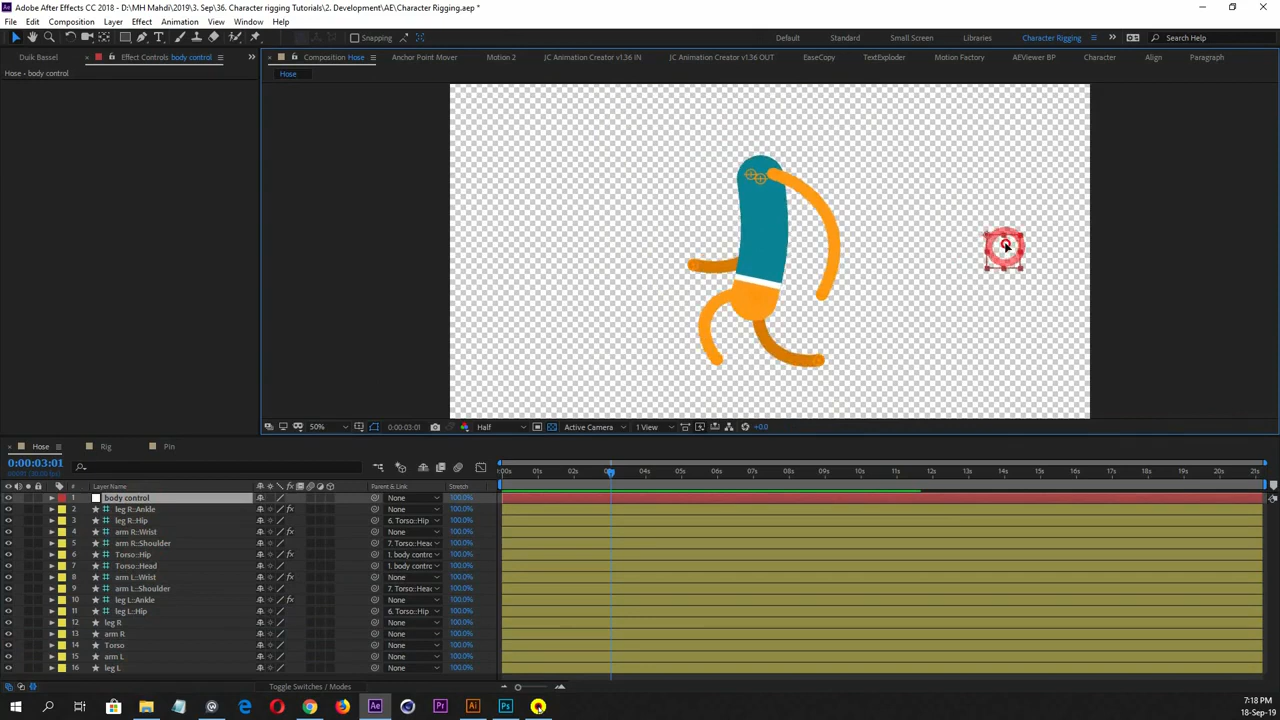 Adobe After Effects CC 2018 - D:\MH Mahdi\2019\3. Sep\36. Character rigging Tutorials\2. Development\AE\Character Rigging.aep *
File Edit Composition Layer Effect Animation View Window Help
Snapping Default Standard Small Screen Libraries Character Rigging Search Help
Duik Bassel Effect Controls body control Composition Hose Anchor Point Mover Motion 2 JC Animation Creator v1.36 IN JC Animation Creator v1.36 OUT EaseCopy TextExploder Motion Factory AEViewer BP Character Align Paragraph
Hose • body control Hose
50% 0:00:03:01 Half Active Camera 1 View +0.0
Hose Rig Pin
0:00:03:01
# Layer Name Parent & Link Stretch
:00s 01s 02s 04s 05s 06s 07s 08s 09s 10s 11s 12s 13s 14s 15s 16s 17s 18s 19s 20s 21s
1 body control None 100.0%
2 leg R::Ankle None 100.0%
3 leg R::Hip 6. Torso::Hip 100.0%
4 arm R::Wrist None 100.0%
5 arm R::Shoulder 7. Torso::Head 100.0%
6 Torso::Hip 1. body contro 100.0%
7 Torso::Head 1. body contro 100.0%
8 arm L::Wrist None 100.0%
9 arm L::Shoulder 7. Torso::Head 100.0%
10 leg L::Ankle None 100.0%
11 leg L::Hip 6. Torso::Hip 100.0%
12 leg R None 100.0%
13 arm R None 100.0%
14 Torso None 100.0%
15 arm L None 100.0%
16 leg L None 100.0%
Toggle Switches / Modes
Ae Pr Ai Ps
7:18 PM
18-Sep-19